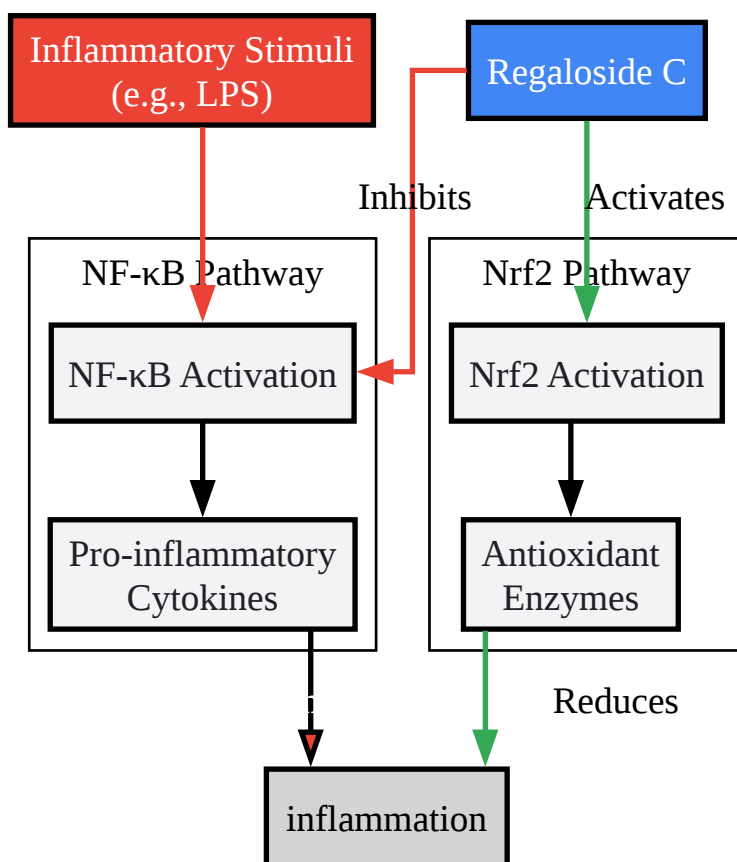 Inflammatory Stimuli
(e.g., LPS)
Regaloside C
Inhibits
Activates
NF-κB Pathway
Nrf2 Pathway
NF-κB Activation
Nrf2 Activation
Pro-inflammatory
Cytokines
Antioxidant
Enzymes
Reduces
inflammation